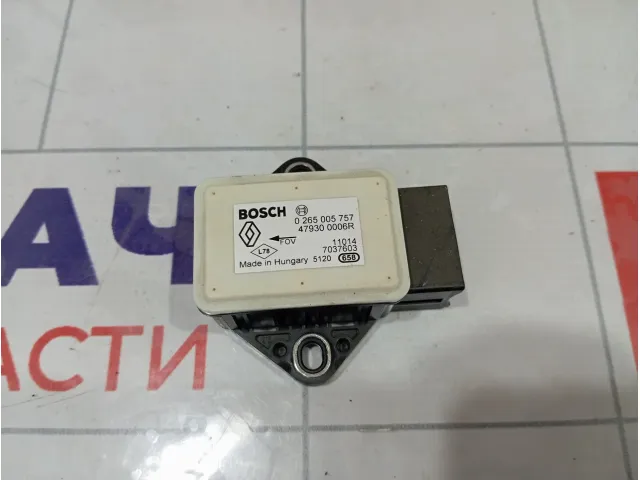 АЧ
АСТИ
BOSCH 0 265 005 757
47930 0006R
FOV 11014
L78 7037603
Made in Hungary 5120 658